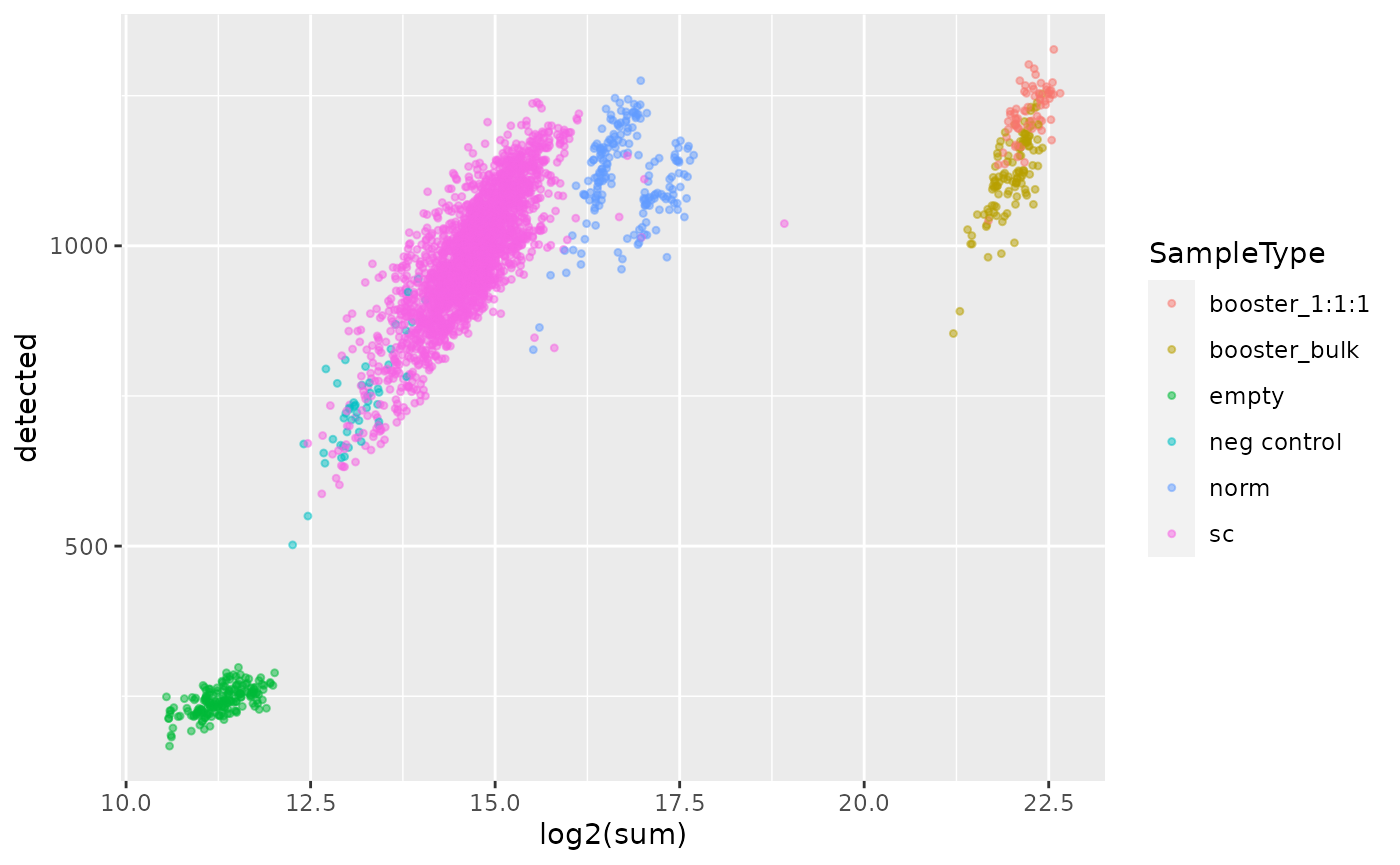 1000
500
detected
10.0 12.5 15.0 17.5 20.0 22.5
log2(sum)
SampleType
booster_1:1:1
booster_bulk
empty
neg control
norm
sc